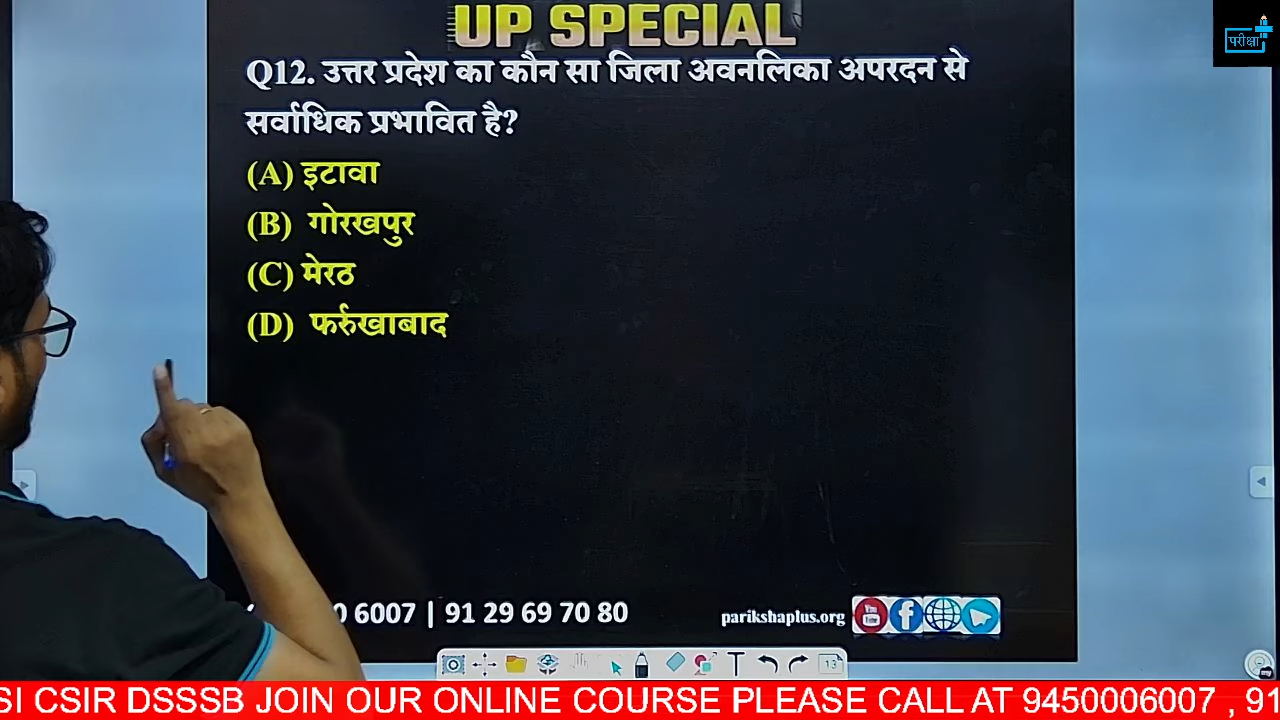 UP SPECIAL
परीक्षा
Q12. उत्तर प्रदेश का कौन सा जिला अवनलिका अपरदन से
सर्वाधिक प्रभावित है?
(A) इटावा
(B) गोरखपुर
(C) मेरठ
(D) फर्रुखाबाद
0 6007 | 91 29 69 70 80
parikshaplus.org
SI CSIR DSSSB JOIN OUR ONLINE COURSE PLEASE CALL AT 9450006007 , 91